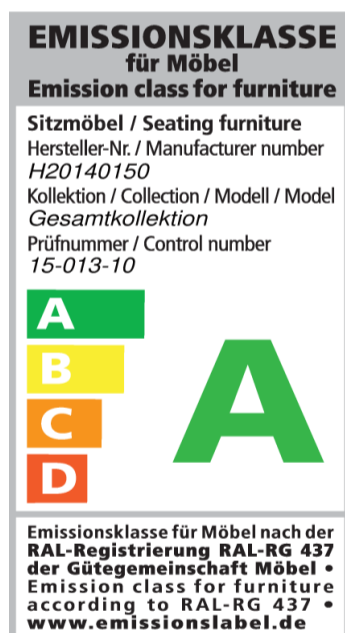 EMISSIONSKLASSE
für Möbel
Emission class for furniture
Sitzmöbel / Seating furniture
Hersteller-Nr. / Manufacturer number
H20140150
Kollektion / Collection / Modell / Model
Gesamtkollektion
Prüfnummer / Control number
15-013-10
A
B
C
D
A
Emissionsklasse für Möbel nach der
RAL-Registrierung RAL-RG 437
der Gütegemeinschaft Möbel •
Emission class for furniture
according to RAL-RG 437 •
www.emissionslabel.de